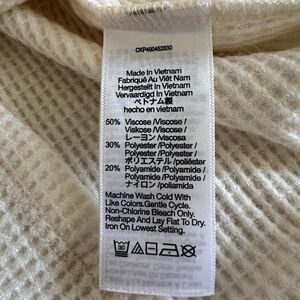 CKP490452830
Made In Vietnam
Fabriqué Au Viêt Nam
Hergestellt In Vietnam
Vervaardigd In Vietnam
ベトナム製
hecho en vietnam
50% Viscose /Viscose /
Viskose /Viscose /
レーヨン /viscosa
30% Polyester /Polyester /
Polyester /Polyester /
ポリエステル /poliéster
20% Polyamide /Polyamide /
Polyamide /Polyamide /
ナイロン /poliamida
Machine Wash Cold With
Like Colors.Gentle Cycle.
Non-Chlorine Bleach Only.
Reshape And Lay Flat To Dry.
Iron On Lowest Setting.
30